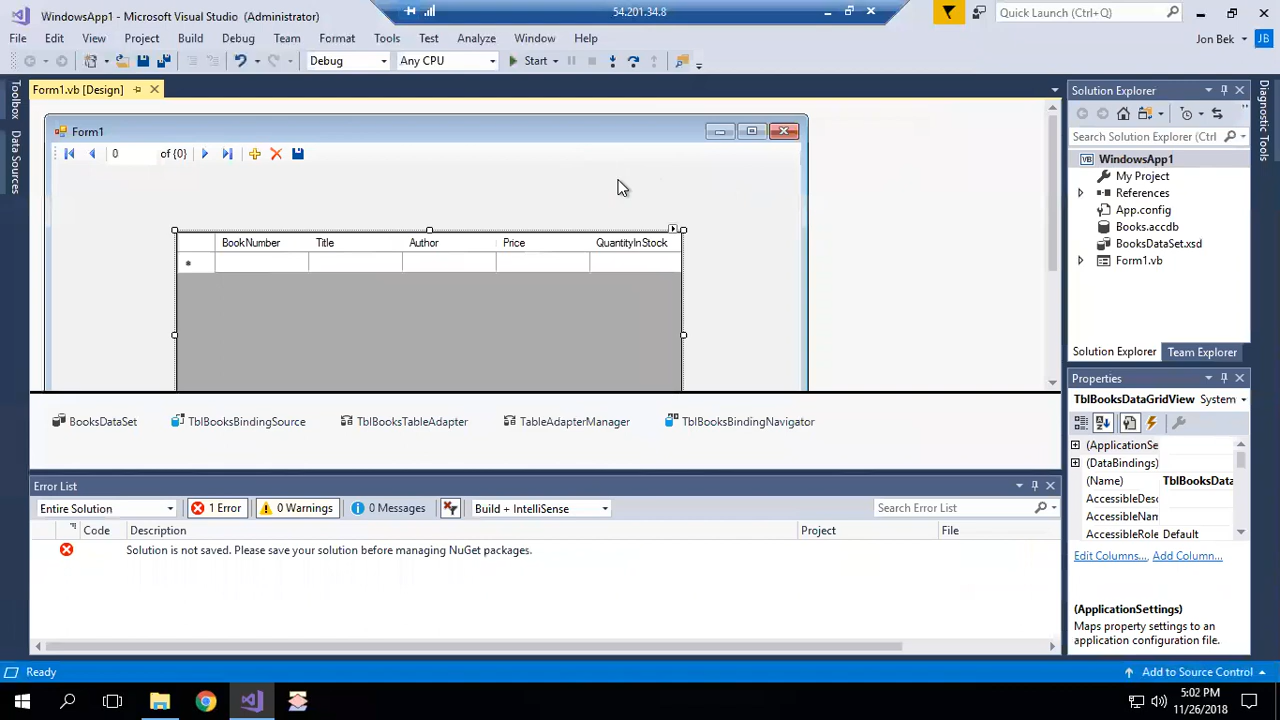 WindowsApp1 - Microsoft Visual Studio (Administrator)
54.201.34.8
Quick Launch (Ctrl+Q)
File Edit View Project Build Debug Team Format Tools Test Analyze Window Help
Jon Bek
JB
Debug
Any CPU
Start
Toolbox
Data Sources
Form1.vb [Design]
Form1
0 of {0}
BookNumber Title Author Price QuantityInStock
BooksDataSet
TblBooksBindingSource
TblBooksTableAdapter
TableAdapterManager
TblBooksBindingNavigator
Error List
Entire Solution
1 Error
0 Warnings
0 Messages
Build + IntelliSense
Search Error List
Code Description Project File
Solution is not saved. Please save your solution before managing NuGet packages.
Solution Explorer
Search Solution Explorer (Ctrl
WindowsApp1
My Project
References
App.config
Books.accdb
BooksDataSet.xsd
Form1.vb
Solution Explorer Team Explorer
Properties
TblBooksDataGridView System
(ApplicationSe
(DataBindings)
(Name) TblBooksData
AccessibleDesc
AccessibleNam
AccessibleRole Default
Edit Columns..., Add Column...
(ApplicationSettings)
Maps property settings to an
application configuration file.
Diagnostic Tools
Ready
Add to Source Control
5:02 PM
11/26/2018